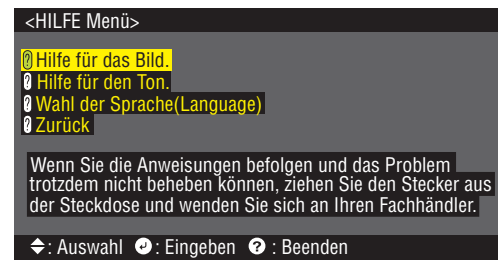 <HILFE Menü>
Hilfe für das Bild.
Hilfe für den Ton.
Wahl der Sprache(Language)
Zurück
Wenn Sie die Anweisungen befolgen und das Problem
trotzdem nicht beheben können, ziehen Sie den Stecker aus
der Steckdose und wenden Sie sich an Ihren Fachhändler.
: Auswahl : Eingeben ? : Beenden